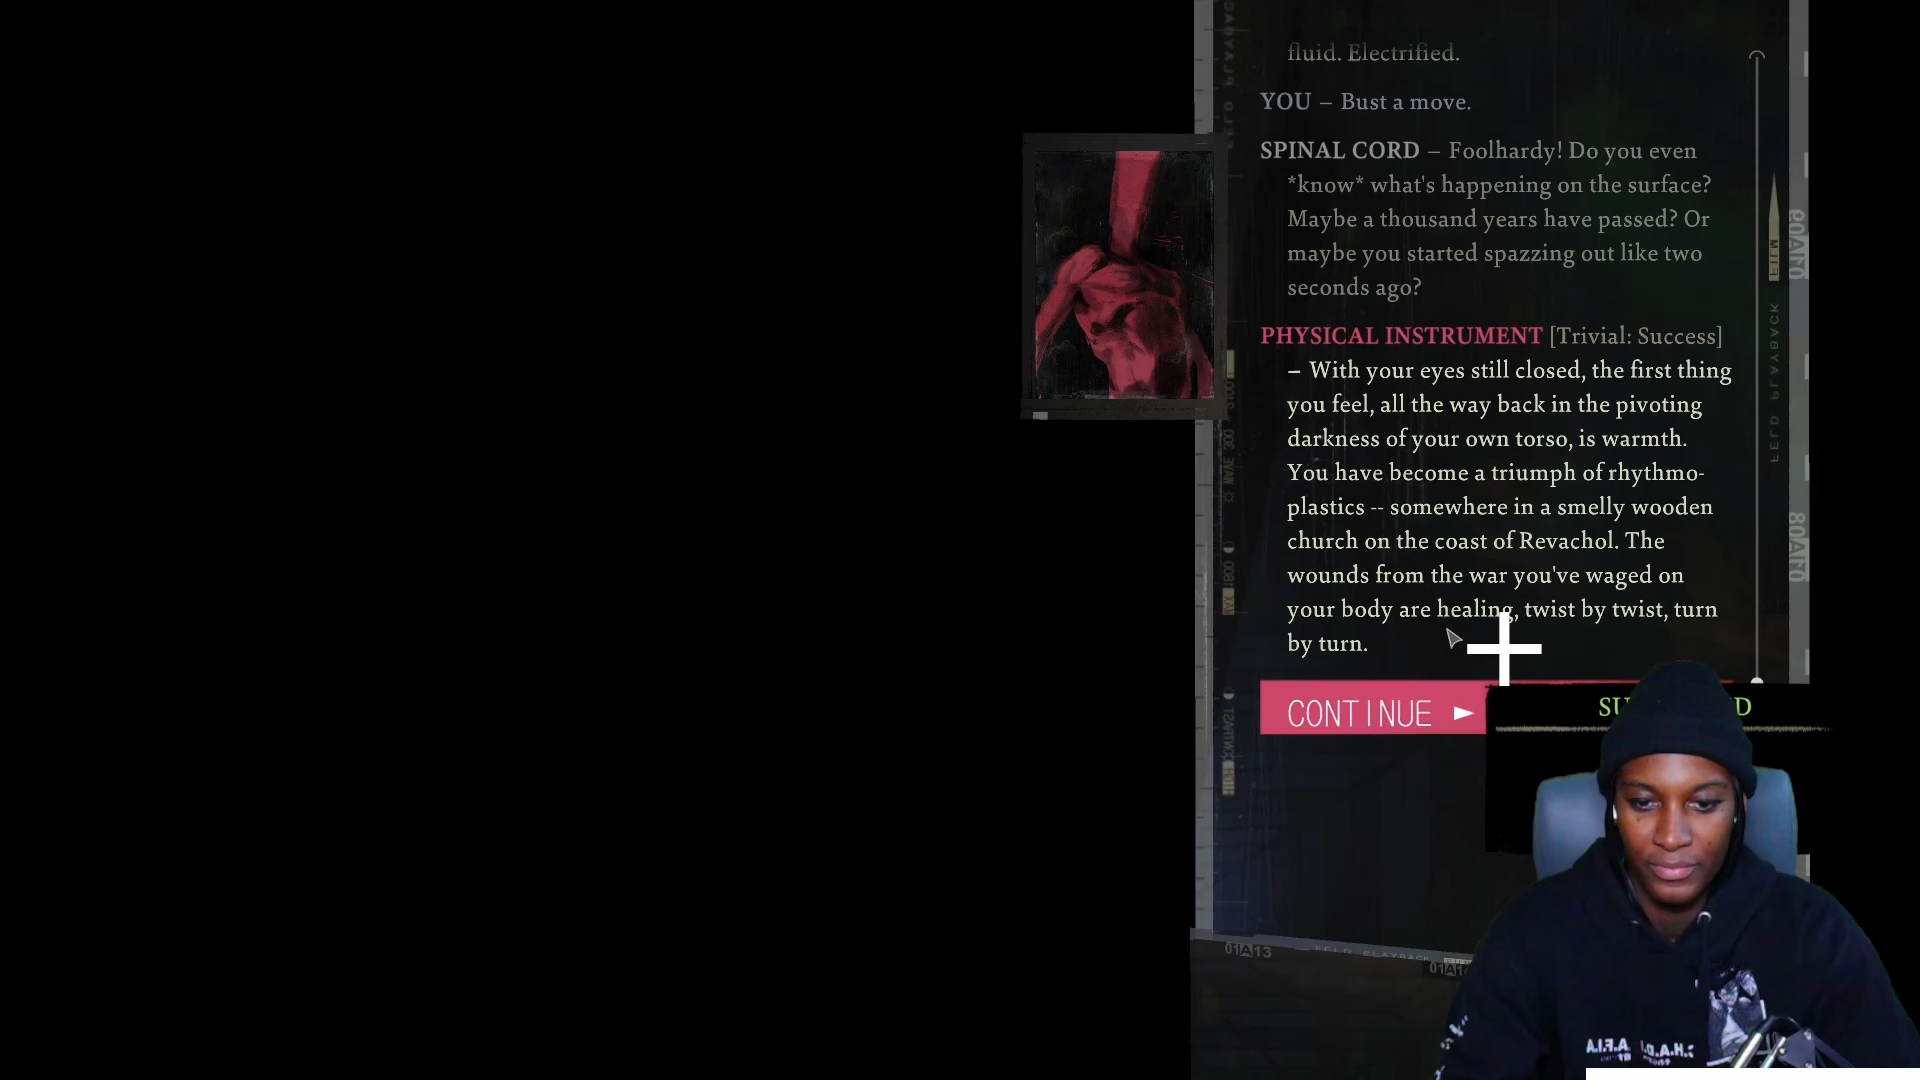 fluid. Electrified.
YOU – Bust a move.
SPINAL CORD – Foolhardy! Do you even
*know* what's happening on the surface?
Maybe a thousand years have passed? Or
maybe you started spazzing out like two
seconds ago?
PHYSICAL INSTRUMENT [Trivial: Success]
– With your eyes still closed, the first thing
you feel, all the way back in the pivoting
darkness of your own torso, is warmth.
You have become a triumph of rhythmo-
plastics -- somewhere in a smelly wooden
church on the coast of Revachol. The
wounds from the war you've waged on
your body are healing, twist by twist, turn
by turn.
CONTINUE
01A13
FELD PLAYBACK
FELD PLAYBACK